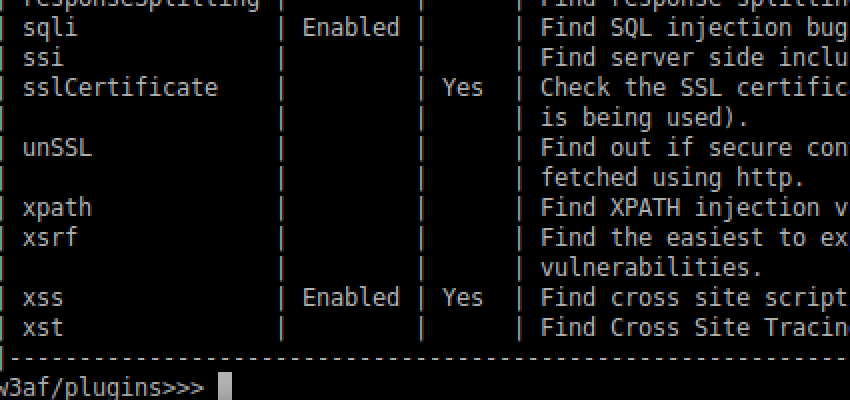 responseSplitting | | | Find response splittin
| sqli | Enabled | | Find SQL injection bug
| ssi | | | Find server side inclu
| sslCertificate | | Yes | Check the SSL certific
| | | | is being used).
| unSSL | | | Find out if secure con
| | | | fetched using http.
| xpath | | | Find XPATH injection v
| xsrf | | | Find the easiest to ex
| | | | vulnerabilities.
| xss | Enabled | Yes | Find cross site script
| xst | | | Find Cross Site Tracin
|------------------------------------------------------------
w3af/plugins>>>